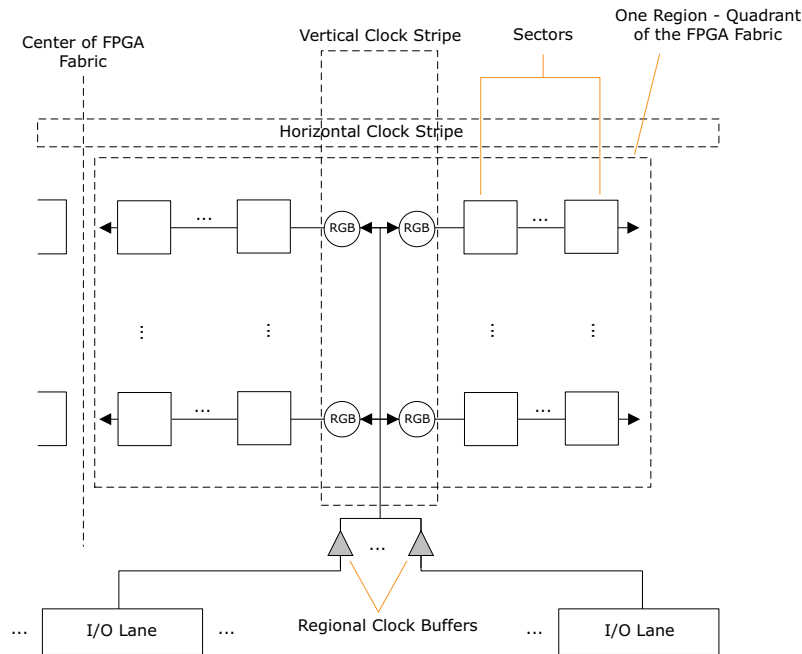 One Region - Quadrant
of the FPGA Fabric
Vertical Clock Stripe
Sectors
Center of FPGA
Fabric
Horizontal Clock Stripe
...
RGB
RGB
...
...
...
...
...
...
RGB
RGB
...
...
...
I/O Lane
...
Regional Clock Buffers
...
I/O Lane
...